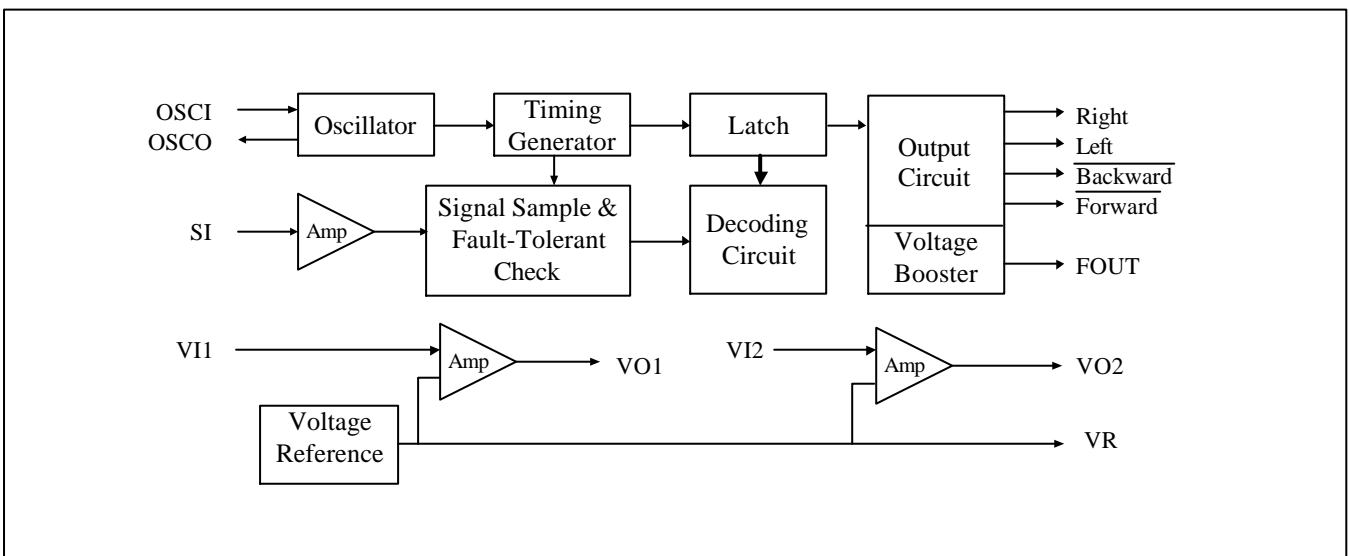 OSCI
OSCO
Oscillator
Timing
Generator
Latch
Output
Circuit
Right
Left
Backward
Forward
SI
Amp
Signal Sample &
Fault-Tolerant
Check
Decoding
Circuit
Voltage
Booster
FOUT
VI1
Amp
VO1
VI2
Amp
VO2
Voltage
Reference
VR